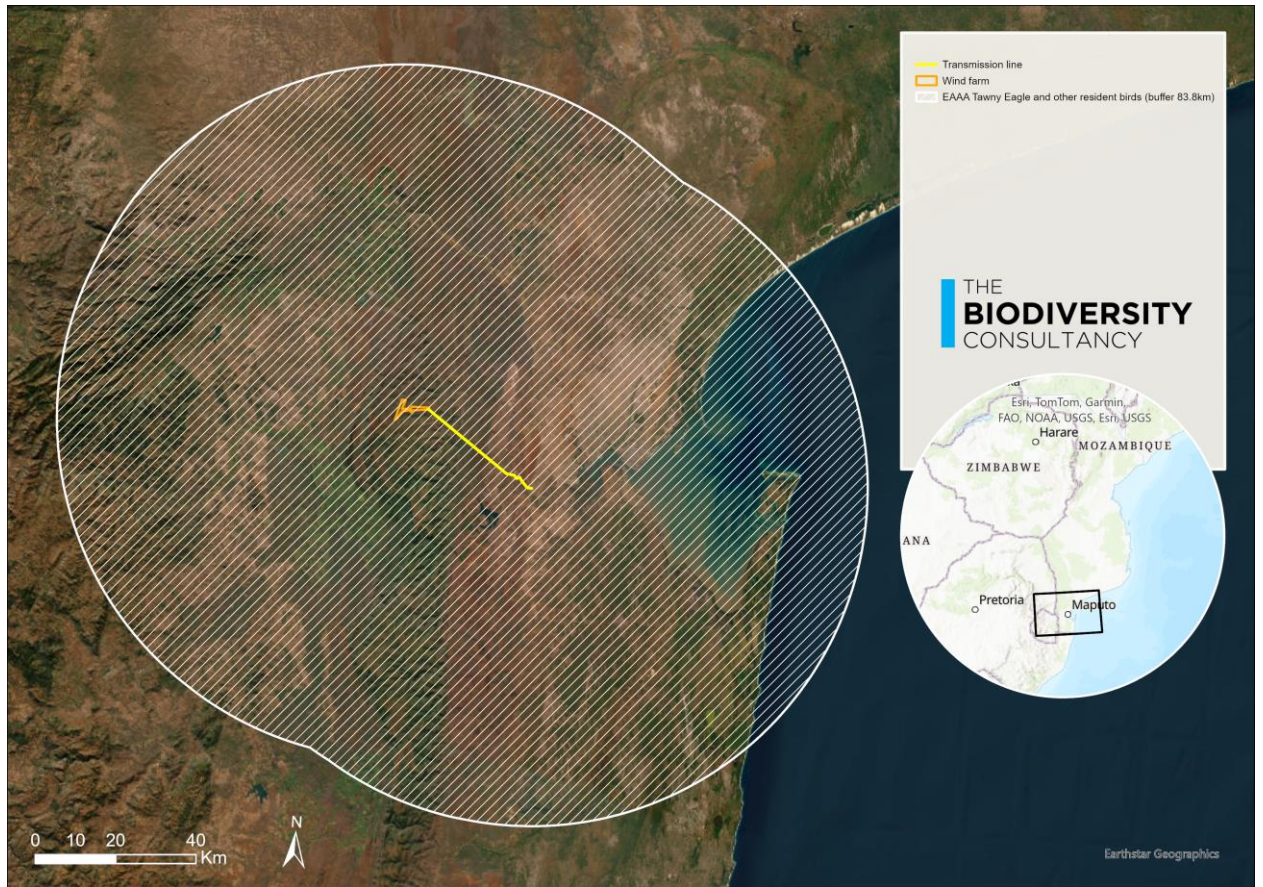 Transmission line
Wind farm
EAAA Tawny Eagle and other resident birds (buffer 83.8km)
THE
BIODIVERSITY
CONSULTANCY
Esri, TomTom, Garmin,
FAO, NOAA, USGS, Esri, USGS
Harare
MOZAMBIQUE
ZIMBABWE
ANA
Pretoria
Maputo
N
0 10 20 40
Km
Earthstar Geographics